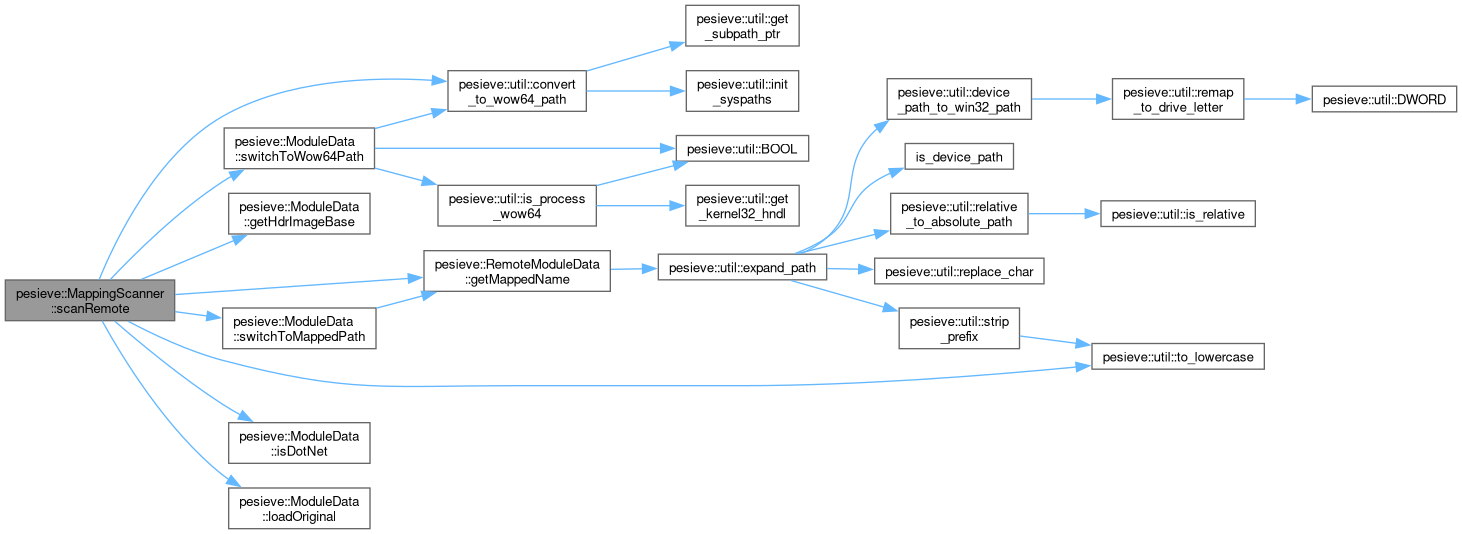 pesieve::MappingScanner
::scanRemote
pesieve::util::convert
_to_wow64_path
pesieve::util::get
_subpath_ptr
pesieve::util::init
_syspaths
pesieve::ModuleData
::switchToWow64Path
pesieve::util::BOOL
pesieve::util::is_process
_wow64
pesieve::util::get
_kernel32_hndl
pesieve::ModuleData
::getHdrImageBase
pesieve::RemoteModuleData
::getMappedName
pesieve::util::expand_path
pesieve::util::device
_path_to_win32_path
pesieve::util::remap
_to_drive_letter
pesieve::util::DWORD
is_device_path
pesieve::util::relative
_to_absolute_path
pesieve::util::is_relative
pesieve::util::replace_char
pesieve::util::strip
_prefix
pesieve::util::to_lowercase
pesieve::ModuleData
::switchToMappedPath
pesieve::ModuleData
::isDotNet
pesieve::ModuleData
::loadOriginal